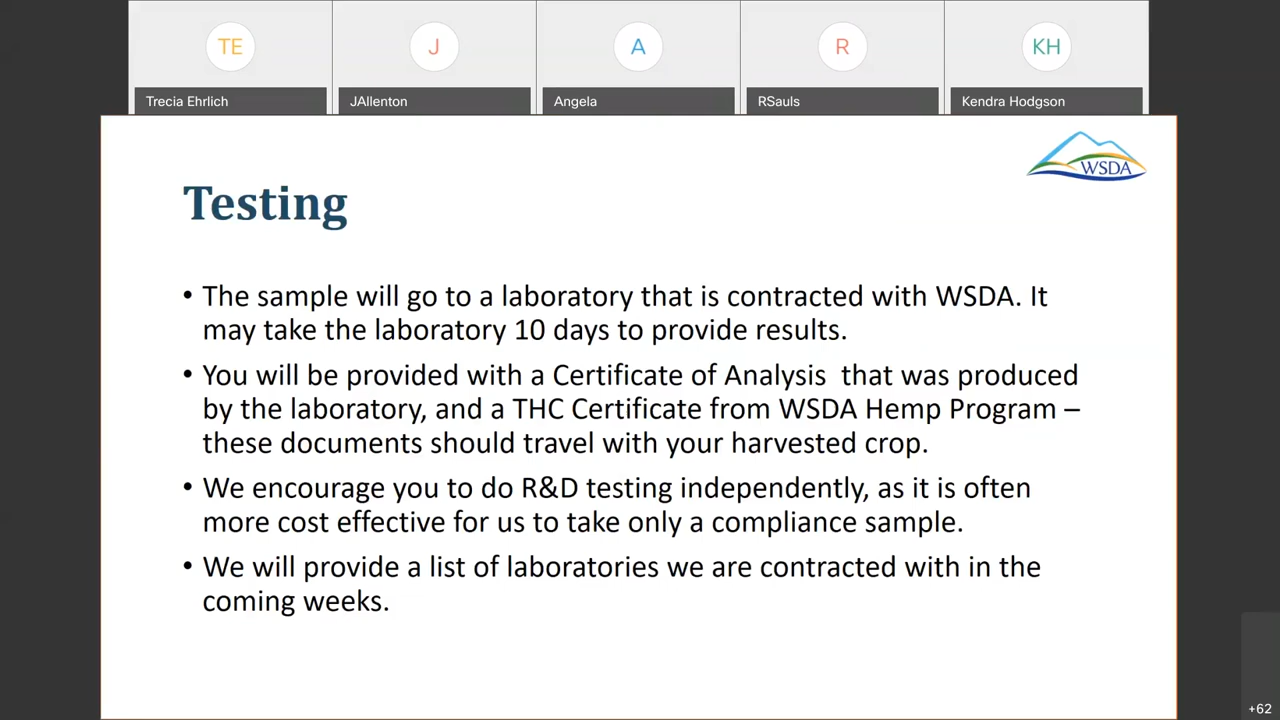 TE
J
A
R
KH
Trecia Ehrlich
JAllenton
Angela
RSauls
Kendra Hodgson
WSDA
Testing
• The sample will go to a laboratory that is contracted with WSDA. It
may take the laboratory 10 days to provide results.
• You will be provided with a Certificate of Analysis  that was produced
by the laboratory, and a THC Certificate from WSDA Hemp Program –
these documents should travel with your harvested crop.
• We encourage you to do R&D testing independently, as it is often
more cost effective for us to take only a compliance sample.
• We will provide a list of laboratories we are contracted with in the
coming weeks.
+62